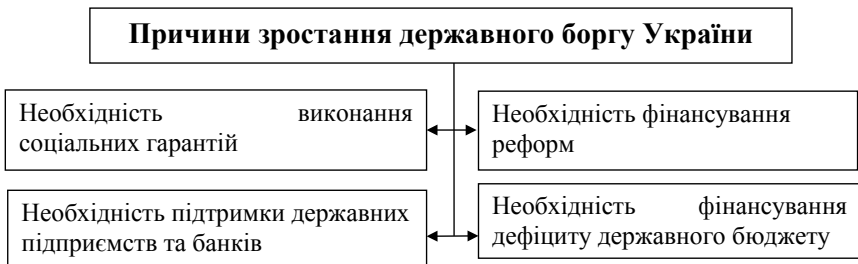 Причини зростання державного боргу України
Необхідність виконання
соціальних гарантій
Необхідність фінансування
реформ
Необхідність підтримки державних
підприємств та банків
Необхідність фінансування
дефіциту державного бюджету